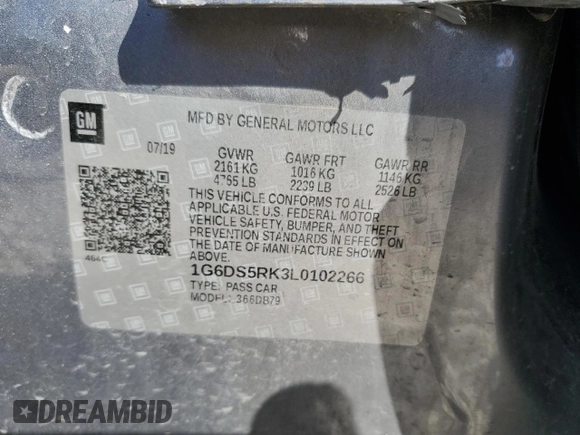 C
GM
MFD BY GENERAL MOTORS LLC
07/19
GVWR GAWR FRT GAWR RR
2161 KG 1016 KG 1146 KG
4765 LB 2239 LB 2526 LB
THIS VEHICLE CONFORMS TO ALL
APPLICABLE U.S. FEDERAL MOTOR
VEHICLE SAFETY, BUMPER, AND THEFT
PREVENTION STANDARDS IN EFFECT ON
THE DATE OF MANUFACTURE SHOWN
ABOVE.
1G6DS5RK3L0102266
TYPE: PASS CAR
MODEL: 366DB79
DREAMBID